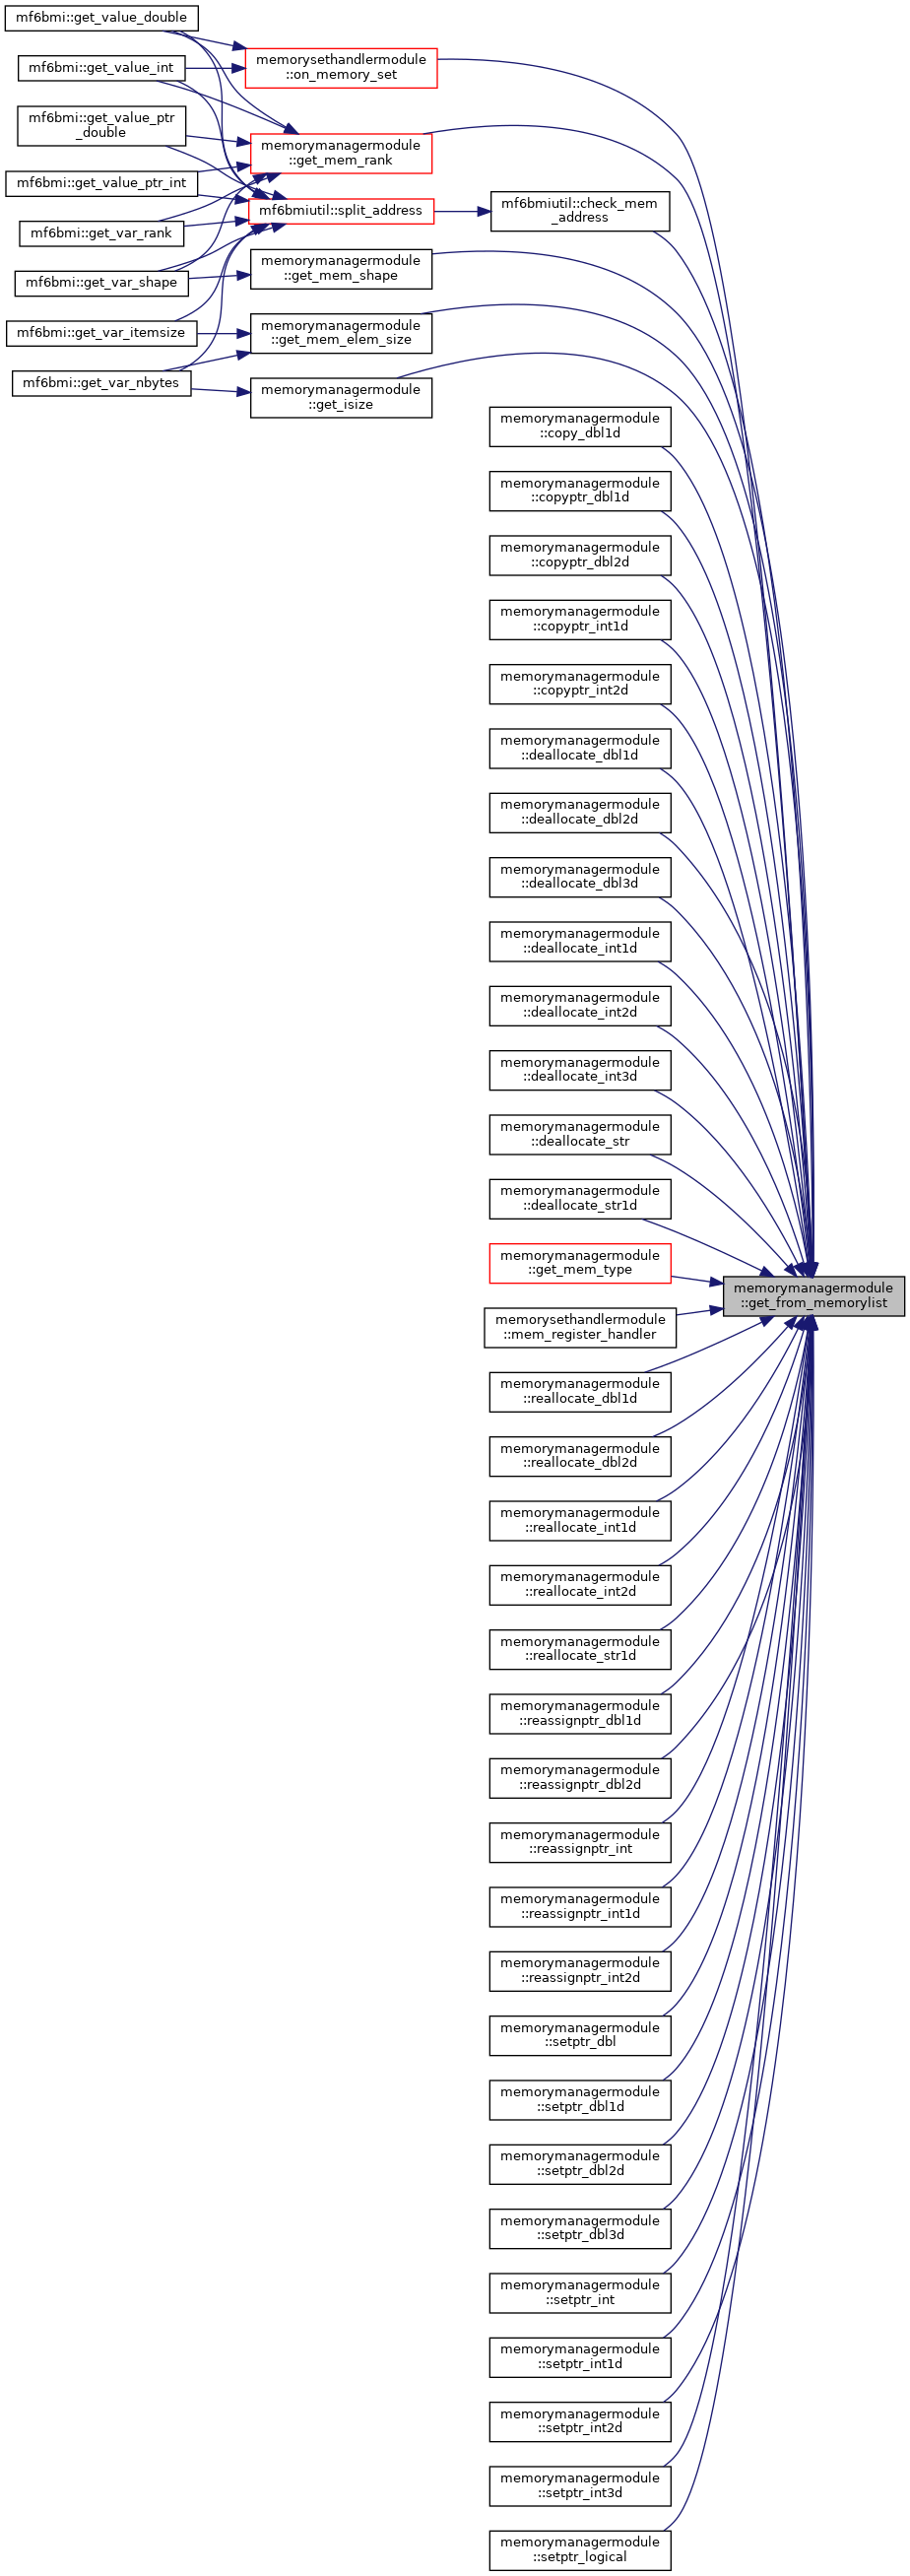 mf6bmi::get_value_double
mf6bmi::get_value_int
mf6bmi::get_value_ptr
_double
mf6bmi::get_value_ptr_int
mf6bmi::get_var_rank
mf6bmi::get_var_shape
mf6bmi::get_var_itemsize
mf6bmi::get_var_nbytes
memorysethandlermodule
::on_memory_set
memorymanagermodule
::get_mem_rank
mf6bmiutil::split_address
memorymanagermodule
::get_mem_shape
memorymanagermodule
::get_mem_elem_size
memorymanagermodule
::get_isize
mf6bmiutil::check_mem
_address
memorymanagermodule
::copy_dbl1d
memorymanagermodule
::copyptr_dbl1d
memorymanagermodule
::copyptr_dbl2d
memorymanagermodule
::copyptr_int1d
memorymanagermodule
::copyptr_int2d
memorymanagermodule
::deallocate_dbl1d
memorymanagermodule
::deallocate_dbl2d
memorymanagermodule
::deallocate_dbl3d
memorymanagermodule
::deallocate_int1d
memorymanagermodule
::deallocate_int2d
memorymanagermodule
::deallocate_int3d
memorymanagermodule
::deallocate_str
memorymanagermodule
::deallocate_str1d
memorymanagermodule
::get_mem_type
memorysethandlermodule
::mem_register_handler
memorymanagermodule
::reallocate_dbl1d
memorymanagermodule
::reallocate_dbl2d
memorymanagermodule
::reallocate_int1d
memorymanagermodule
::reallocate_int2d
memorymanagermodule
::reallocate_str1d
memorymanagermodule
::reassignptr_dbl1d
memorymanagermodule
::reassignptr_dbl2d
memorymanagermodule
::reassignptr_int
memorymanagermodule
::reassignptr_int1d
memorymanagermodule
::reassignptr_int2d
memorymanagermodule
::setptr_dbl
memorymanagermodule
::setptr_dbl1d
memorymanagermodule
::setptr_dbl2d
memorymanagermodule
::setptr_dbl3d
memorymanagermodule
::setptr_int
memorymanagermodule
::setptr_int1d
memorymanagermodule
::setptr_int2d
memorymanagermodule
::setptr_int3d
memorymanagermodule
::setptr_logical
memorymanagermodule
::get_from_memorylist